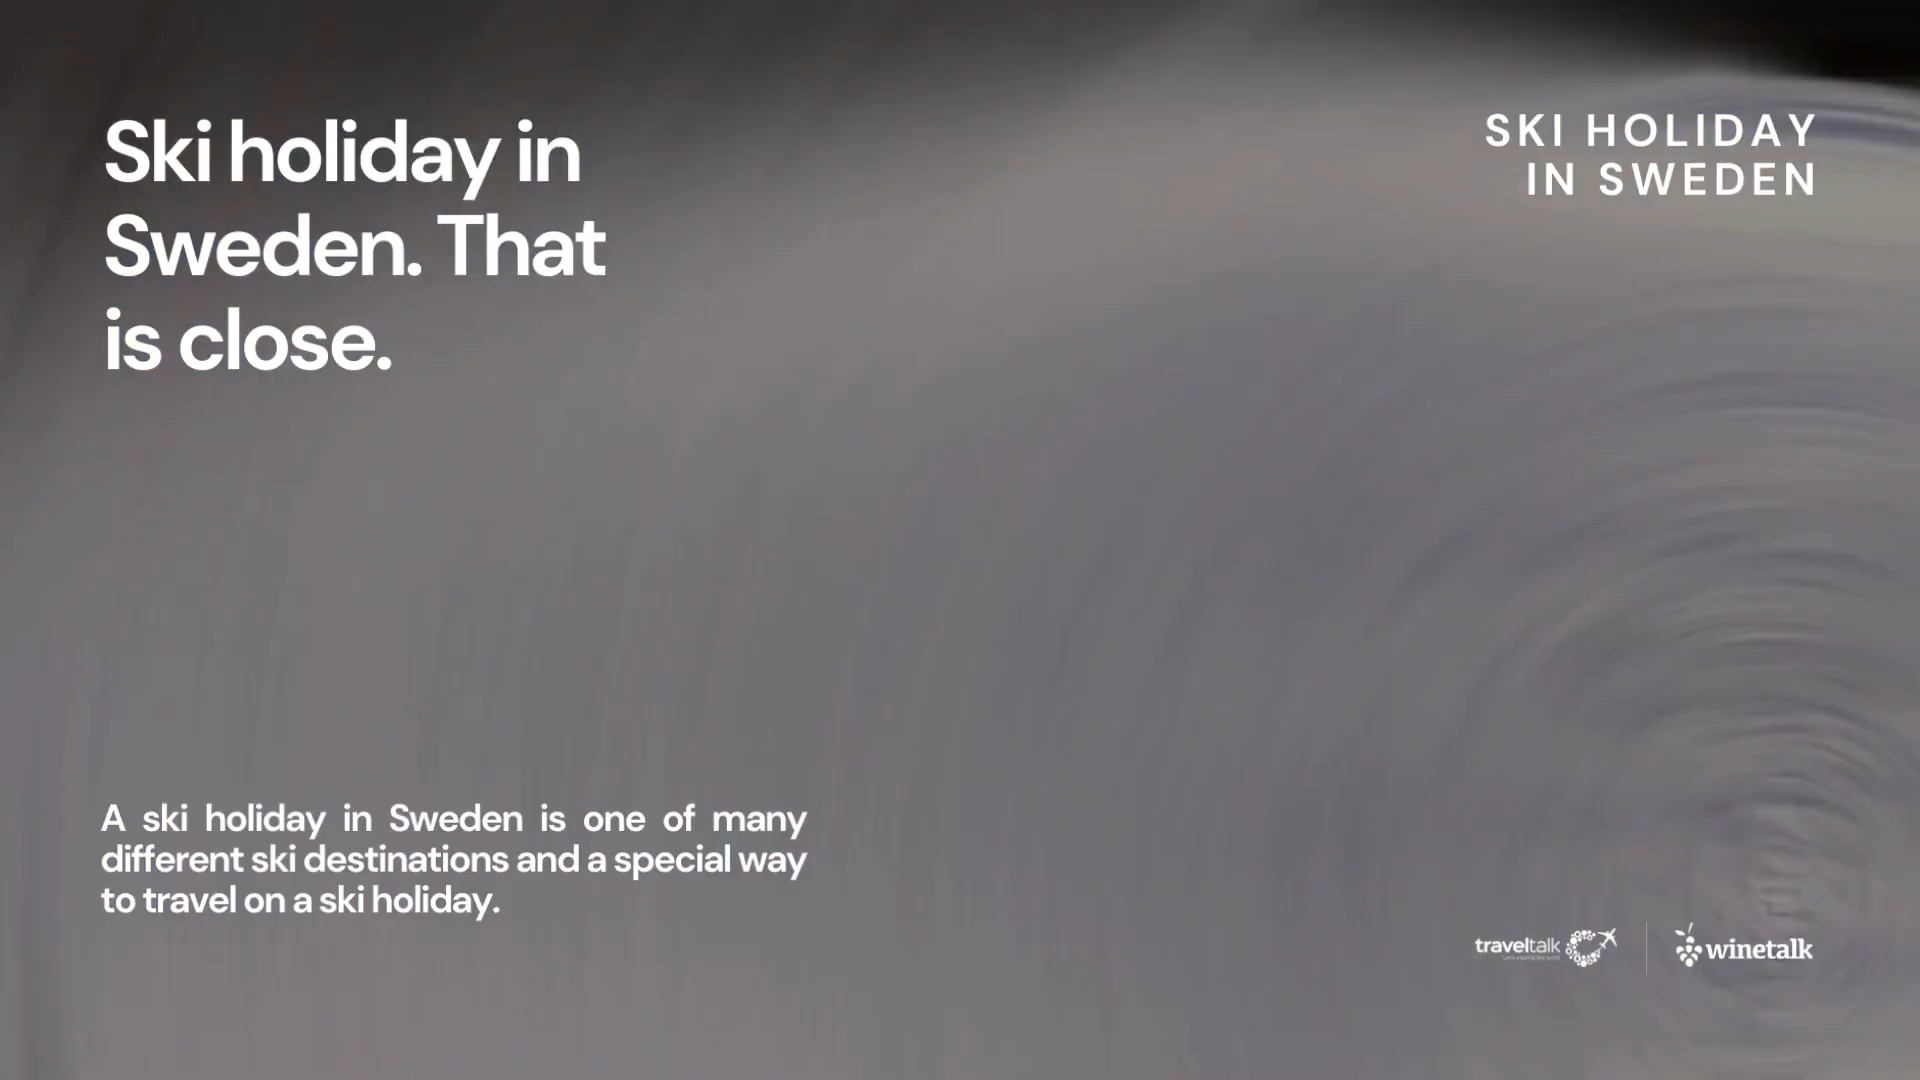 Ski holiday in
Sweden. That
is close.
SKI HOLIDAY
IN SWEDEN
A ski holiday in Sweden is one of many
different ski destinations and a special way
to travel on a ski holiday.
traveltalk
winetalk